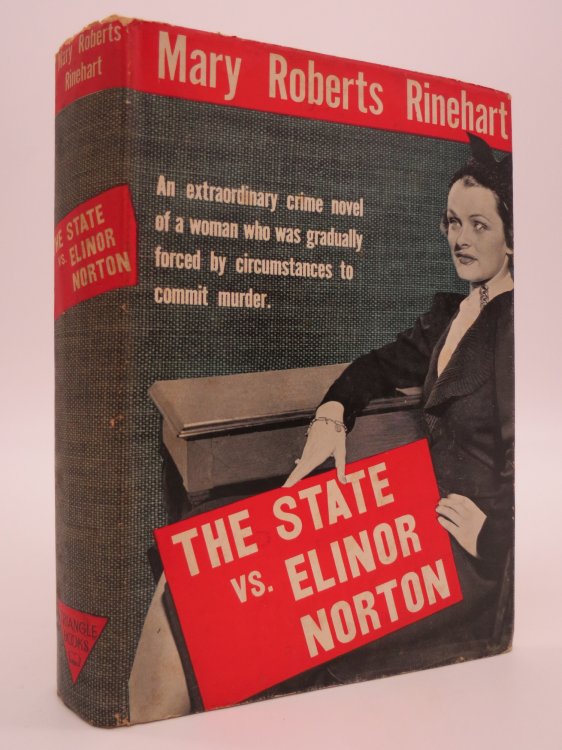 Mary Roberts
Rinehart
THE STATE
vs. ELINOR
NORTON
TRIANGLE
BOOKS
Mary Roberts Rinehart
An extraordinary crime novel
of a woman who was gradually
forced by circumstances to
commit murder.
THE STATE
vs. ELINOR
NORTON